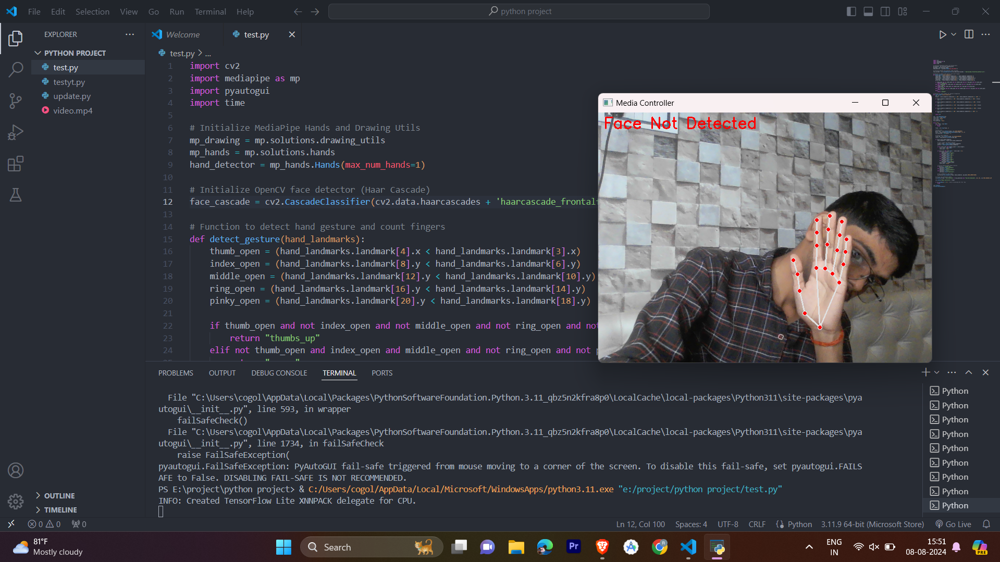 File Edit Selection View Go Run Terminal Help
python project
EXPLORER
PYTHON PROJECT
test.py
testyt.py
update.py
video.mp4
OUTLINE
TIMELINE
Welcome
test.py
test.py > ...
1 import cv2
2 import mediapipe as mp
3 import pyautogui
4 import time
5
6 # Initialize MediaPipe Hands and Drawing Utils
7 mp_drawing = mp.solutions.drawing_utils
8 mp_hands = mp.solutions.hands
9 hand_detector = mp_hands.Hands(max_num_hands=1)
10
11 # Initialize OpenCV face detector (Haar Cascade)
12 face_cascade = cv2.CascadeClassifier(cv2.data.haarcascades + 'haarcascade_frontalf
13
14 # Function to detect hand gesture and count fingers
15 def detect_gesture(hand_landmarks):
16 thumb_open = (hand_landmarks.landmark[4].x < hand_landmarks.landmark[3].x)
17 index_open = (hand_landmarks.landmark[8].y < hand_landmarks.landmark[6].y)
18 middle_open = (hand_landmarks.landmark[12].y < hand_landmarks.landmark[10].y)
19 ring_open = (hand_landmarks.landmark[16].y < hand_landmarks.landmark[14].y)
20 pinky_open = (hand_landmarks.landmark[20].y < hand_landmarks.landmark[18].y)
21
22 if thumb_open and not index_open and not middle_open and not ring_open and not
23 return "thumbs_up"
24 elif not thumb_open and index_open and middle_open and not ring_open and not
Media Controller
Face Not Detected
PROBLEMS OUTPUT DEBUG CONSOLE TERMINAL PORTS
File "C:\Users\cogol\AppData\Local\Packages\PythonSoftwareFoundation.Python.3.11_qbz5n2kfra8p0\LocalCache\local-packages\Python311\site-packages\pya
utogui\__init__.py", line 593, in wrapper
failSafeCheck()
File "C:\Users\cogol\AppData\Local\Packages\PythonSoftwareFoundation.Python.3.11_qbz5n2kfra8p0\LocalCache\local-packages\Python311\site-packages\pya
utogui\__init__.py", line 1734, in failSafeCheck
raise FailSafeException(
pyautogui.FailSafeException: PyAutoGUI fail-safe triggered from mouse moving to a corner of the screen. To disable this fail-safe, set pyautogui.FAILS
AFE to False. DISABLING FAIL-SAFE IS NOT RECOMMENDED.
PS E:\project\python project> & C:/Users/cogol/AppData/Local/Microsoft/WindowsApps/python3.11.exe "e:/project/python project/test.py"
INFO: Created TensorFlow Lite XNNPACK delegate for CPU.
Python
Python
Python
Python
Python
Python
Python
Python
Python
0 0 0
Ln 12, Col 100 Spaces: 4 UTF-8 CRLF Python 3.11.9 64-bit (Microsoft Store) Go Live
81°F
Mostly cloudy
Search
Pr
R
ENG
IN
15:51
08-08-2024
PRE